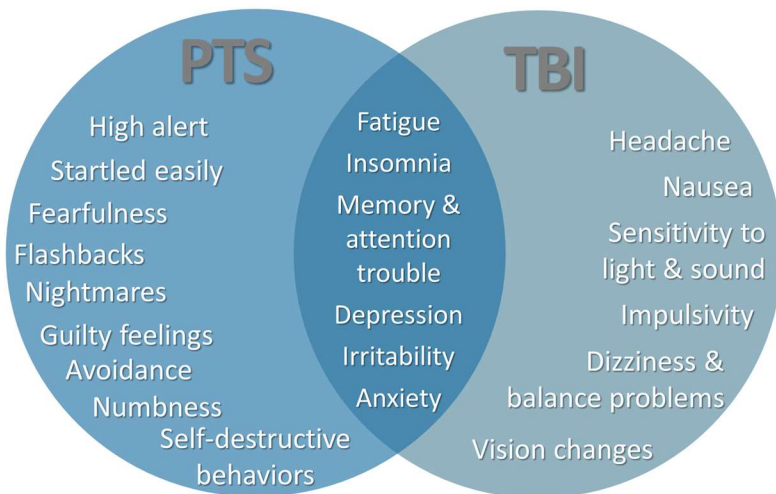 PTS
High alert
Startled easily
Fearfulness
Flashbacks
Nightmares
Guilty feelings
Avoidance
Numbness
Self-destructive
behaviors
Fatigue
Insomnia
Memory &
attention
trouble
Depression
Irritability
Anxiety
TBI
Headache
Nausea
Sensitivity to
light & sound
Impulsivity
Dizziness &
balance problems
Vision changes